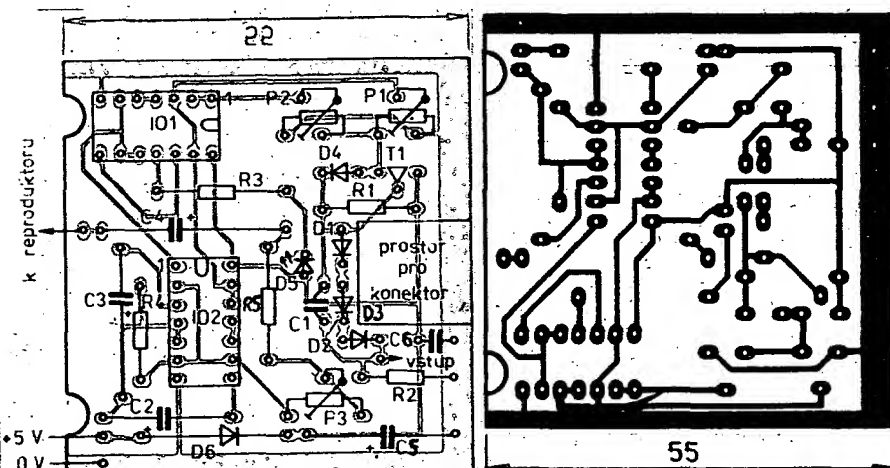 22
P2
P1
1
IO1
D4
T1
R3
R1
C4
+
k reproduktoru
D1
prostor
pro
konektor
1
D5
C3
R4
+
IO2
R5
C1
D3
D2
C6
vstup
R2
C2
P3
+5 V
+
D6
+
C5
0 V
55